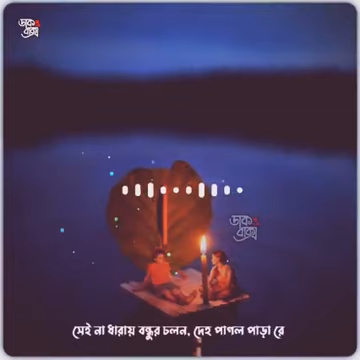 ডাক
বাক্স
ডাক
বাক্স
সেই না ধারায় বন্ধুর চলন, দেহ পাগল পাড়া রে